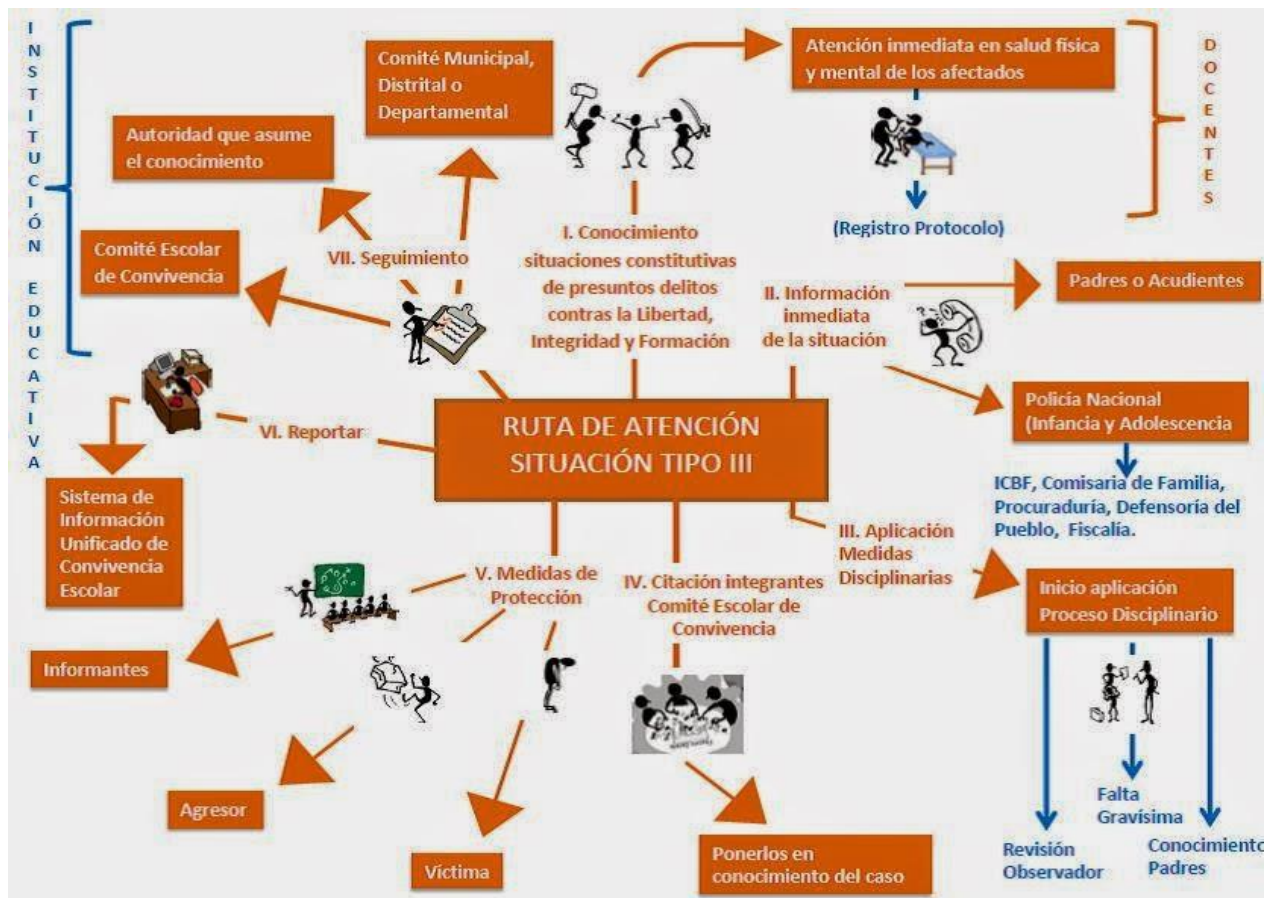 INSTITUCIÓN EDUCATIVA
Comité Municipal,
Distrital o
Departamental
Atención inmediata en salud física
y mental de los afectados
DOCENTES
Autoridad que asume
el conocimiento
(Registro Protocolo)
Comité Escolar
de Convivencia
VII. Seguimiento
I. Conocimiento
situaciones constitutivas
de presuntos delitos
contra la Libertad,
Integridad y Formación
II. Información
inmediata
de la situación
Padres o Acudientes
Policía Nacional
(Infancia y Adolescencia
ICBF, Comisaria de Familia,
Procuraduría, Defensoría del
Pueblo, Fiscalía.
VI. Reportar
RUTA DE ATENCIÓN
SITUACIÓN TIPO III
Sistema de
Información
Unificado de
Convivencia
Escolar
III. Aplicación
Medidas
Disciplinarias
Inicio aplicación
Proceso Disciplinario
V. Medidas de
Protección
IV. Citación integrantes
Comité Escolar de
Convivencia
Informantes
Agresor
Víctima
Ponerlos en
conocimiento del caso
Falta
Gravísima
Revisión
Observador
Conocimiento
Padres